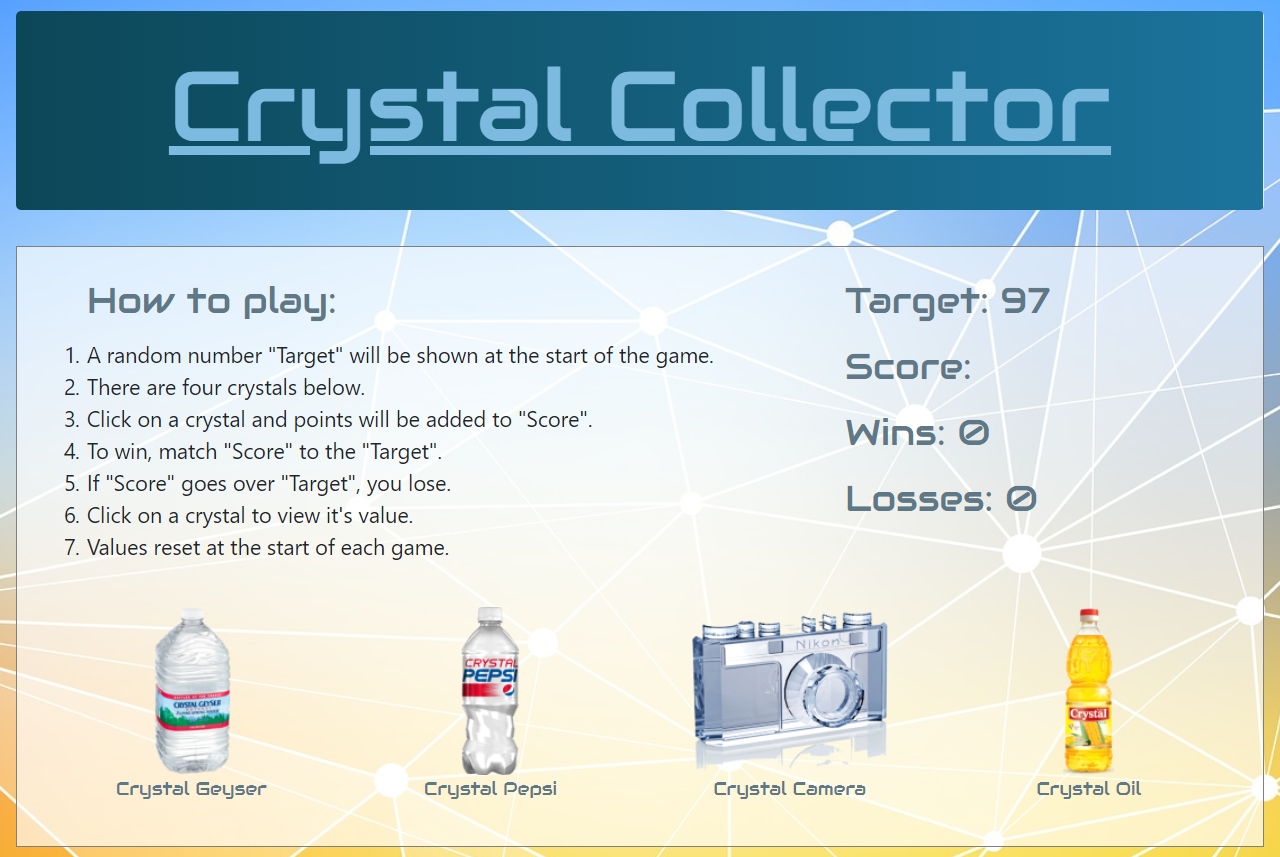 Crystal Collector
How to play:
1. A random number "Target" will be shown at the start of the game.
2. There are four crystals below.
3. Click on a crystal and points will be added to "Score".
4. To win, match "Score" to the "Target".
5. If "Score" goes over "Target", you lose.
6. Click on a crystal to view it's value.
7. Values reset at the start of each game.
Target: 97
Score:
Wins: 0
Losses: 0
CRYSTAL GEYSER
CRYSTAL
PEPSI
Nikon
Crystal
Crystal Geyser
Crystal Pepsi
Crystal Camera
Crystal Oil